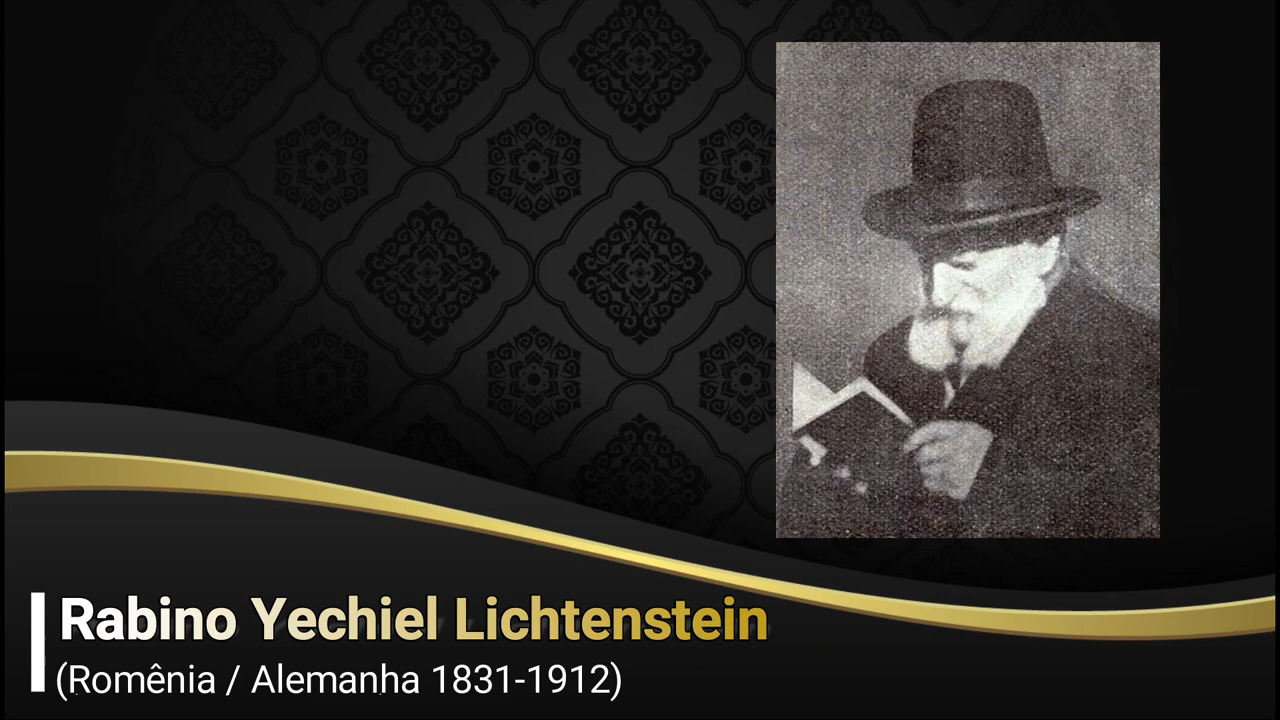 Rabino Yechiel Lichtenstein
(Romênia / Alemanha 1831-1912)